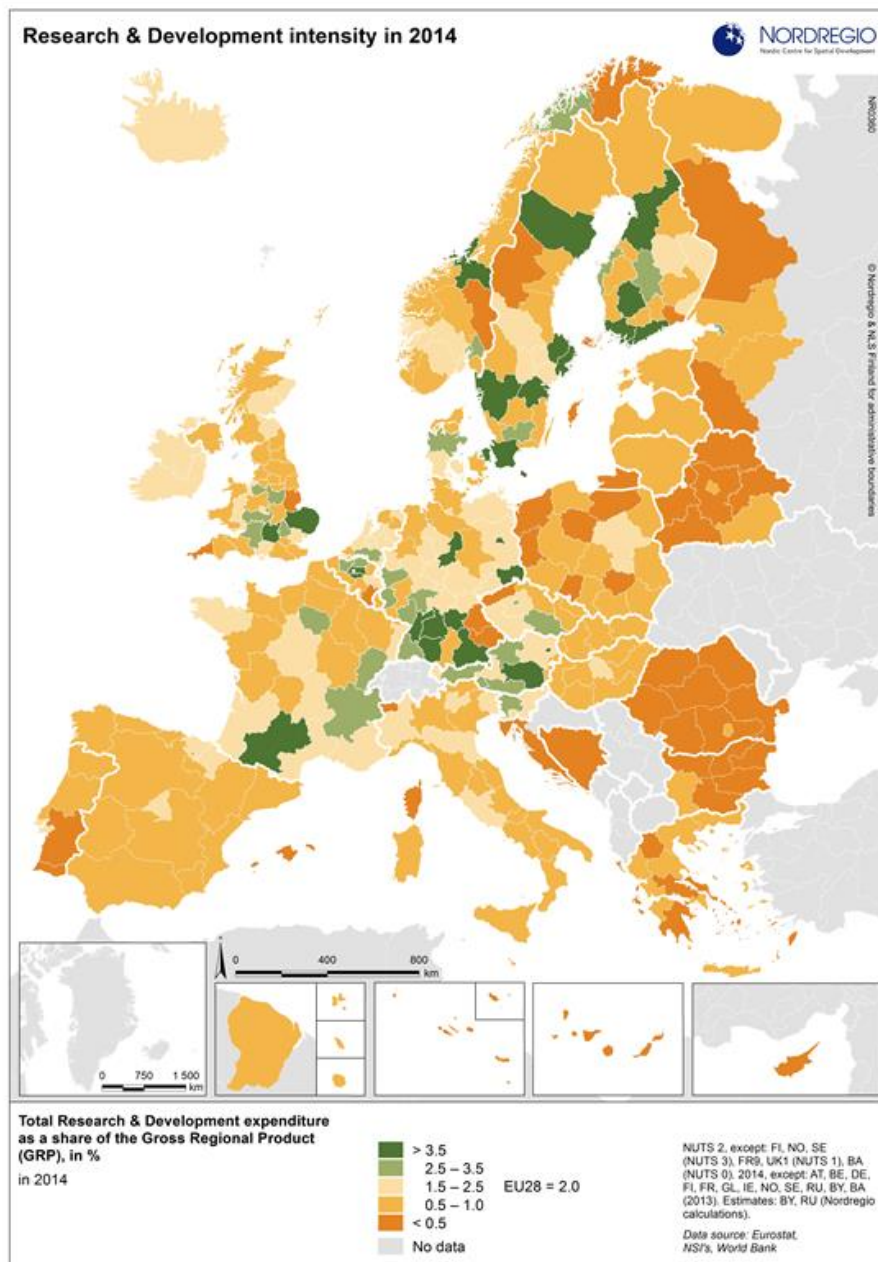 Research & Development intensity in 2014
NORDREGIO
Nordic Centre for Spatial Development
NR0360
© Nordregio & NLS Finland for administrative boundaries
0 400 800
km
0 750 1 500
km
Total Research & Development expenditure
as a share of the Gross Regional Product
(GRP), in %
in 2014
> 3.5
2.5 – 3.5
1.5 – 2.5 EU28 = 2.0
0.5 – 1.0
< 0.5
No data
NUTS 2, except: FI, NO, SE
(NUTS 3), FR9, UK1 (NUTS 1), BA
(NUTS 0). 2014, except: AT, BE, DE,
FI, FR, GL, IE, NO, SE, RU, BY, BA
(2013). Estimates: BY, RU (Nordregio
calculations).
Data source: Eurostat,
NSI's, World Bank